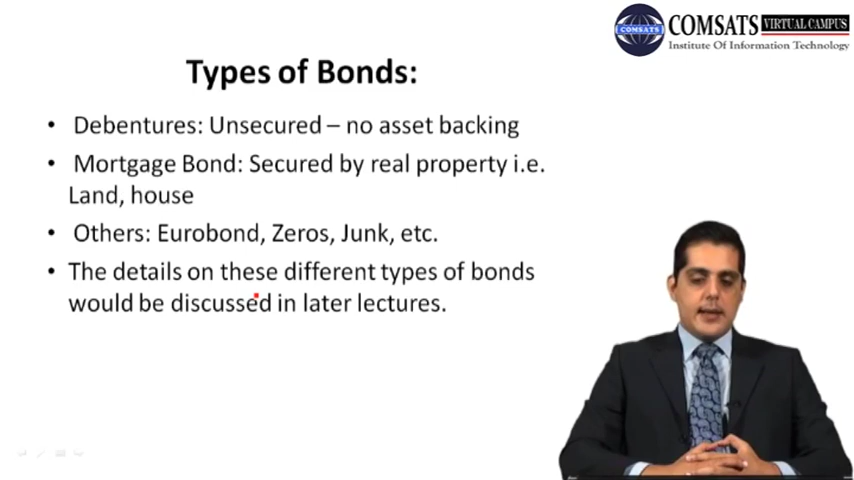 COMSATS
COMSATS VIRTUAL CAMPUS
Institute Of Information Technology
Types of Bonds:
• Debentures: Unsecured – no asset backing
• Mortgage Bond: Secured by real property i.e.
Land, house
• Others: Eurobond, Zeros, Junk, etc.
• The details on these different types of bonds
would be discussed in later lectures.